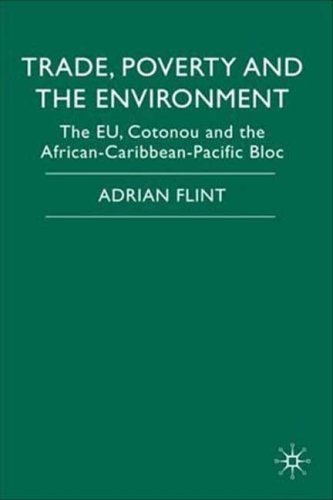 TRADE, POVERTY AND
THE ENVIRONMENT
The EU, Cotonou and the
African-Caribbean-Pacific Bloc
ADRIAN FLINT